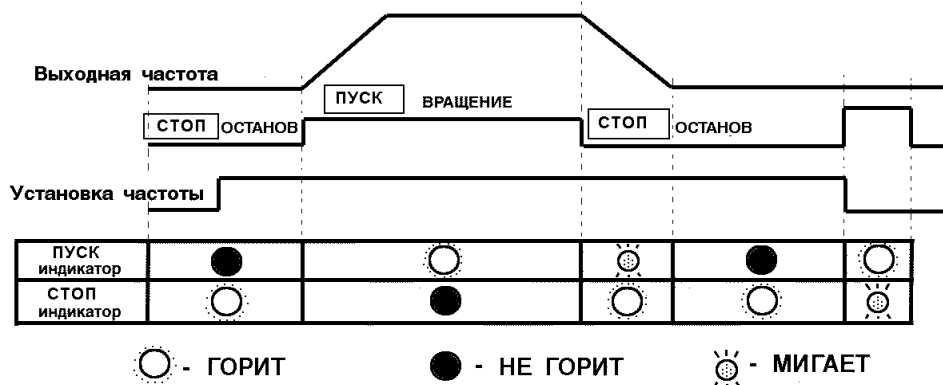 Выходная частота
ПУСК ВРАЩЕНИЕ
СТОП ОСТАНОВ СТОП ОСТАНОВ
Установка частоты
ПУСК
индикатор
СТОП
индикатор
- ГОРИТ - НЕ ГОРИТ - МИГАЕТ